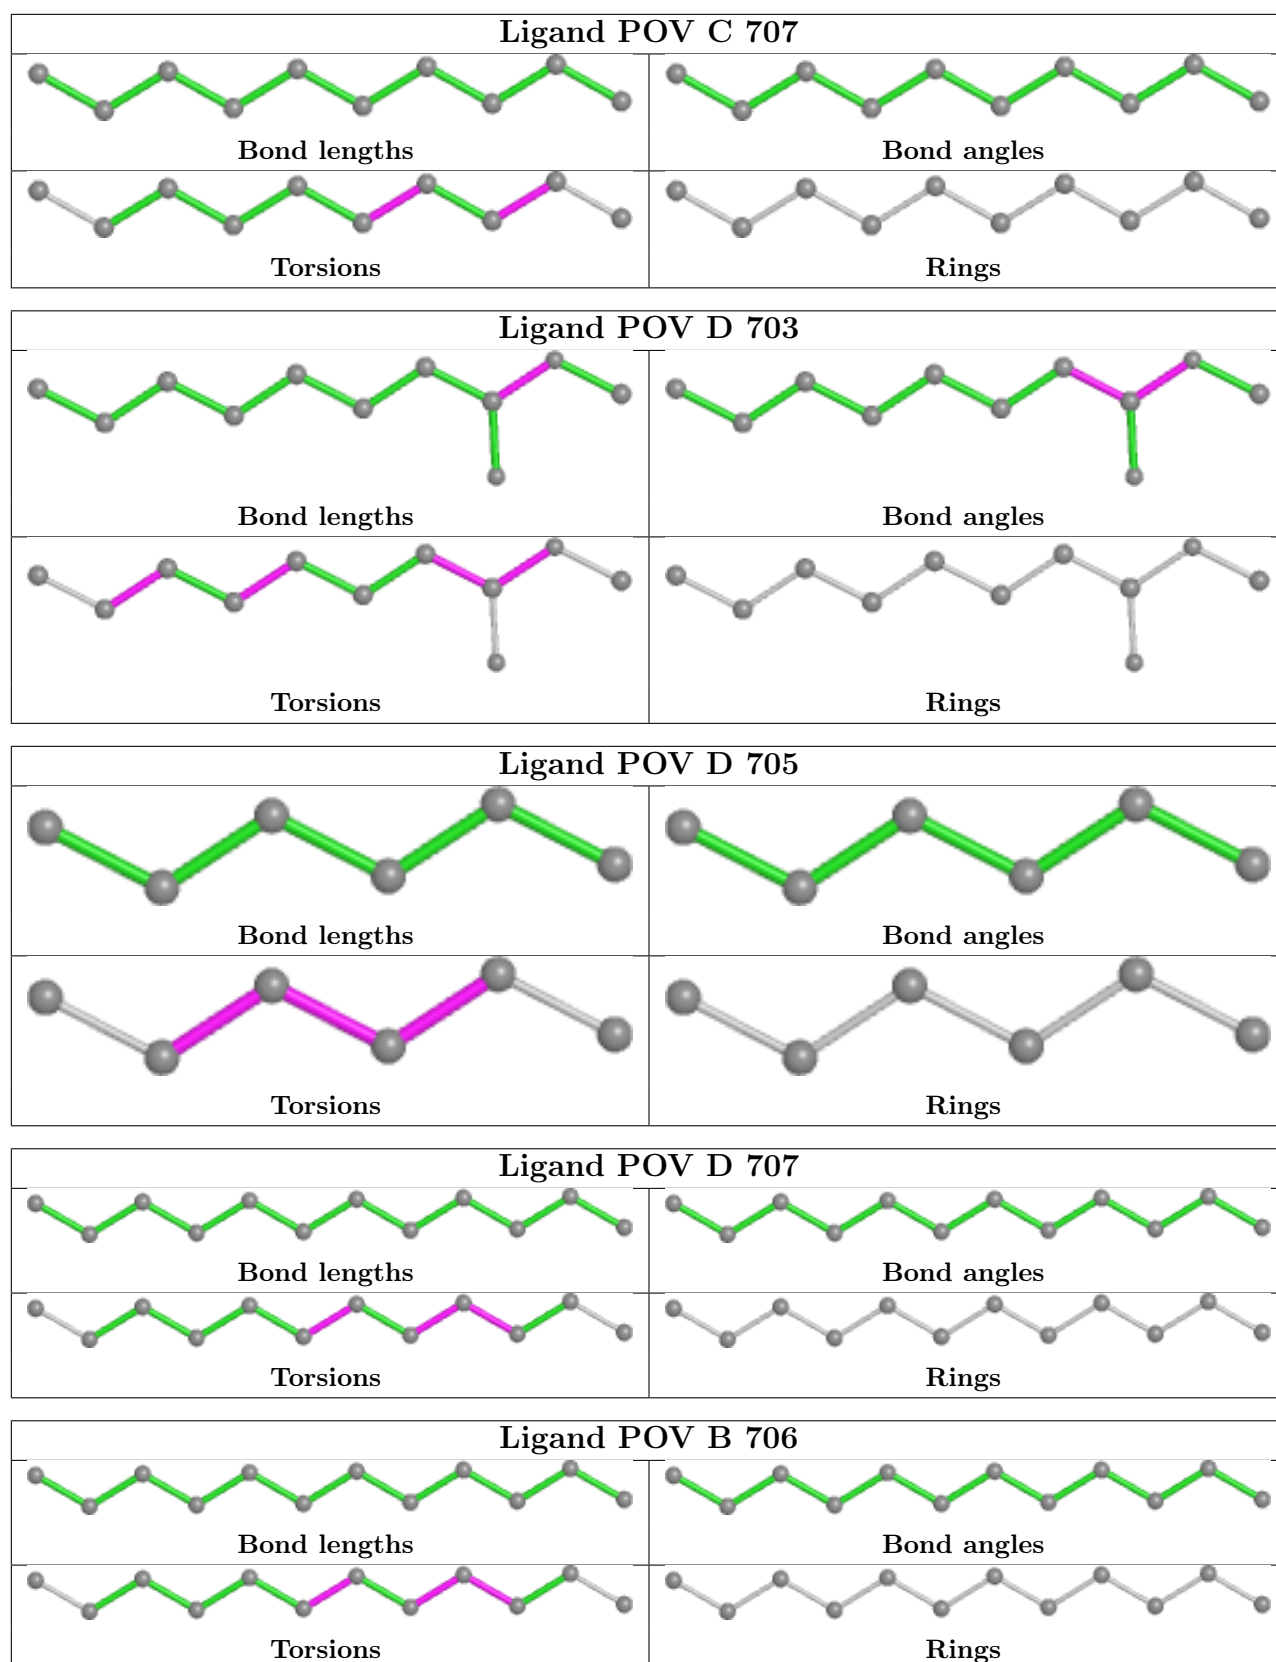 Ligand POV C 707
Bond lengths
Bond angles
Torsions
Rings
Ligand POV D 703
Bond lengths
Bond angles
Torsions
Rings
Ligand POV D 705
Bond lengths
Bond angles
Torsions
Rings
Ligand POV D 707
Bond lengths
Bond angles
Torsions
Rings
Ligand POV B 706
Bond lengths
Bond angles
Torsions
Rings